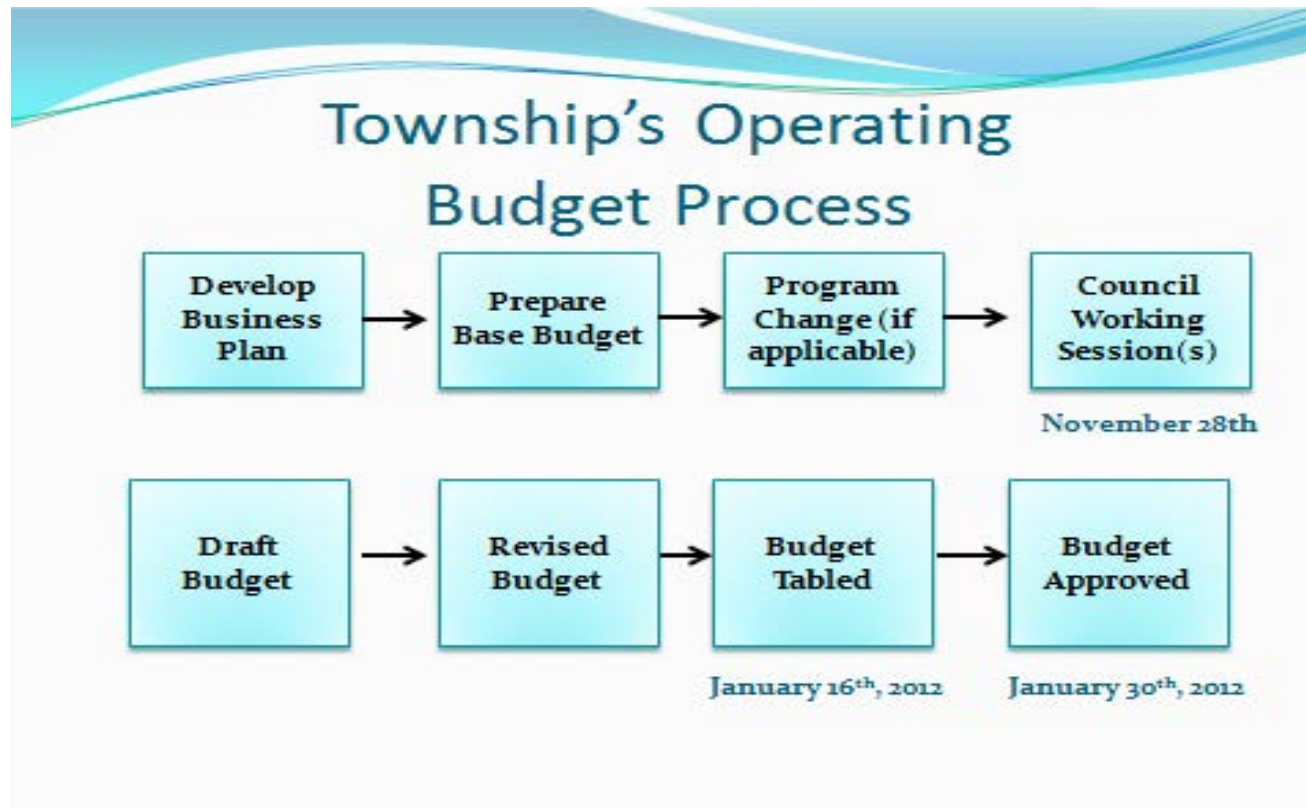 Township’s Operating
Budget Process
Develop
Business
Plan
Prepare
Base Budget
Program
Change (if
applicable)
Council
Working
Session(s)
November 28th
Draft
Budget
Revised
Budget
Budget
Tabled
Budget
Approved
January 16th, 2012
January 30th, 2012